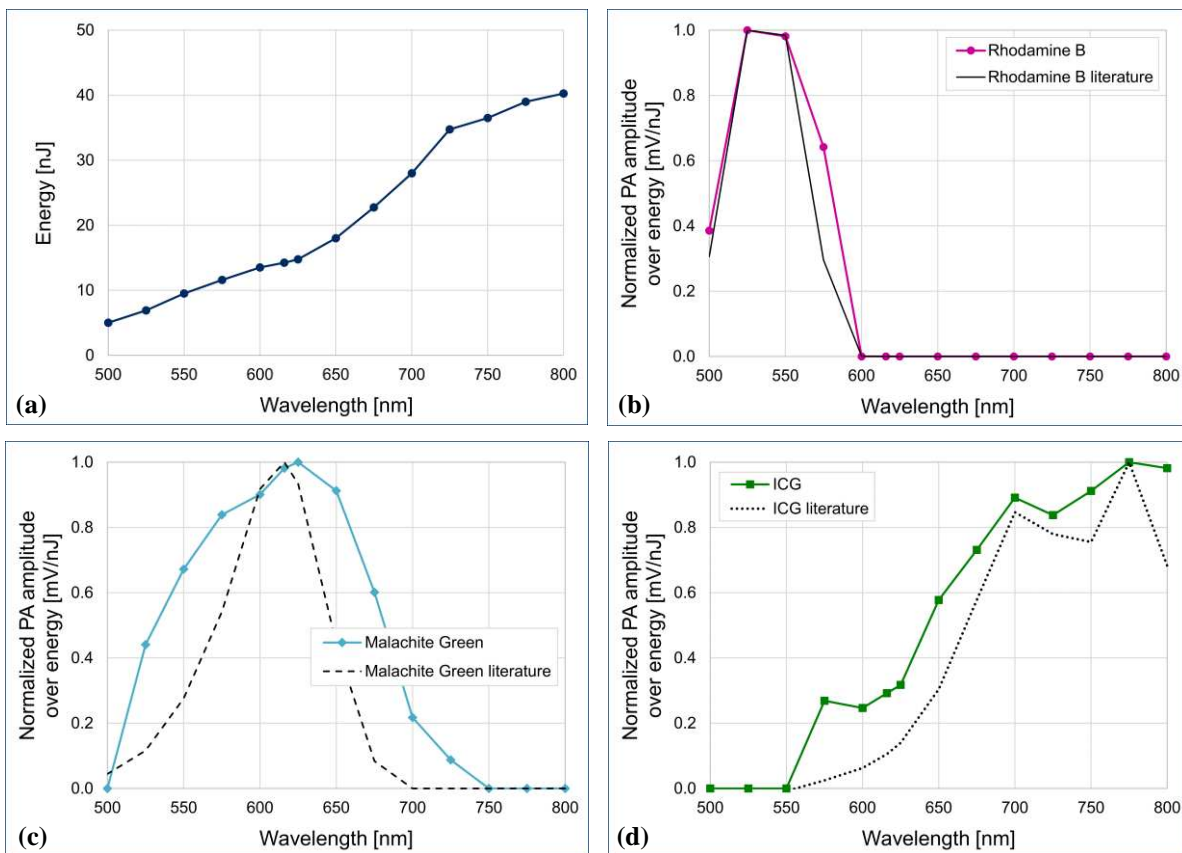 50
40
30
20
10
0
Energy [nJ]
500 550 600 650 700 750 800
Wavelength [nm]
(a)
1.0
0.8
0.6
0.4
0.2
0.0
Normalized PA amplitude
over energy [mV/nJ]
Rhodamine B
Rhodamine B literature
500 550 600 650 700 750 800
Wavelength [nm]
(b)
1.0
0.8
0.6
0.4
0.2
0.0
Normalized PA amplitude
over energy [mV/nJ]
Malachite Green
Malachite Green literature
500 550 600 650 700 750 800
Wavelength [nm]
(c)
1.0
0.8
0.6
0.4
0.2
0.0
Normalized PA amplitude
over energy [mV/nJ]
ICG
ICG literature
500 550 600 650 700 750 800
Wavelength [nm]
(d)